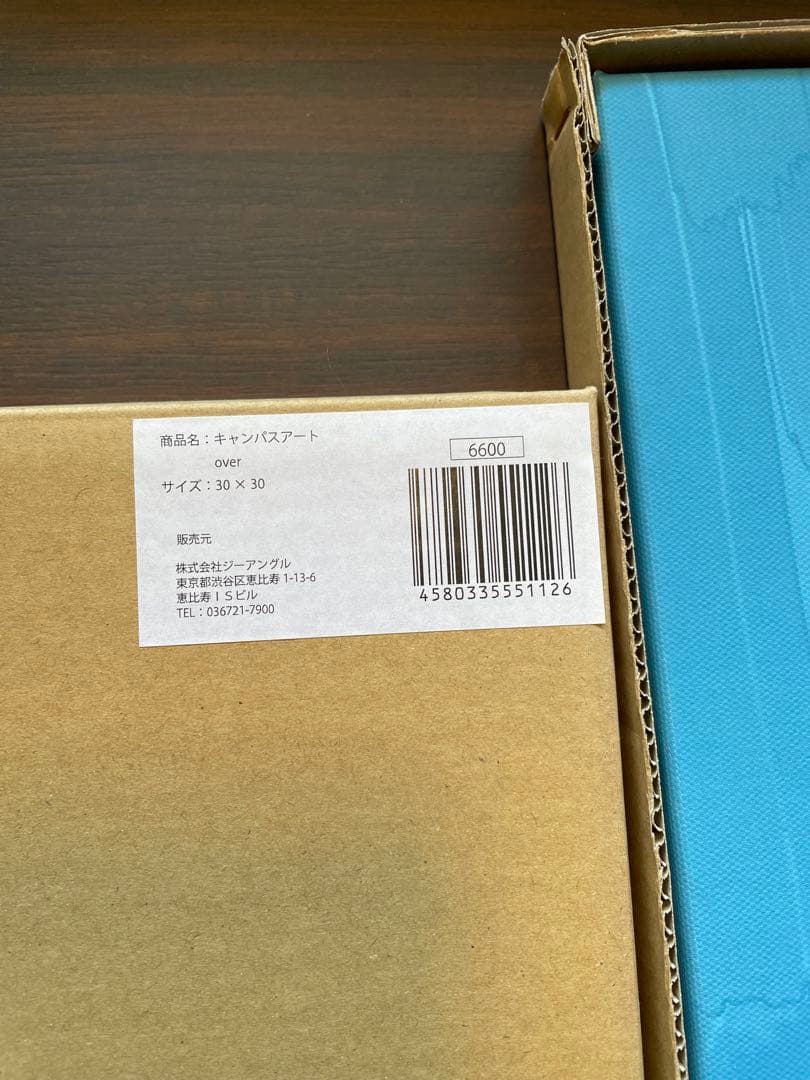 商品名：キャンパスアート
over
サイズ：30 × 30
販売元
株式会社ジーアングル
東京都渋谷区恵比寿 1-13-6
恵比寿ＩＳビル
TEL：036721-7900
6600
4580335551126